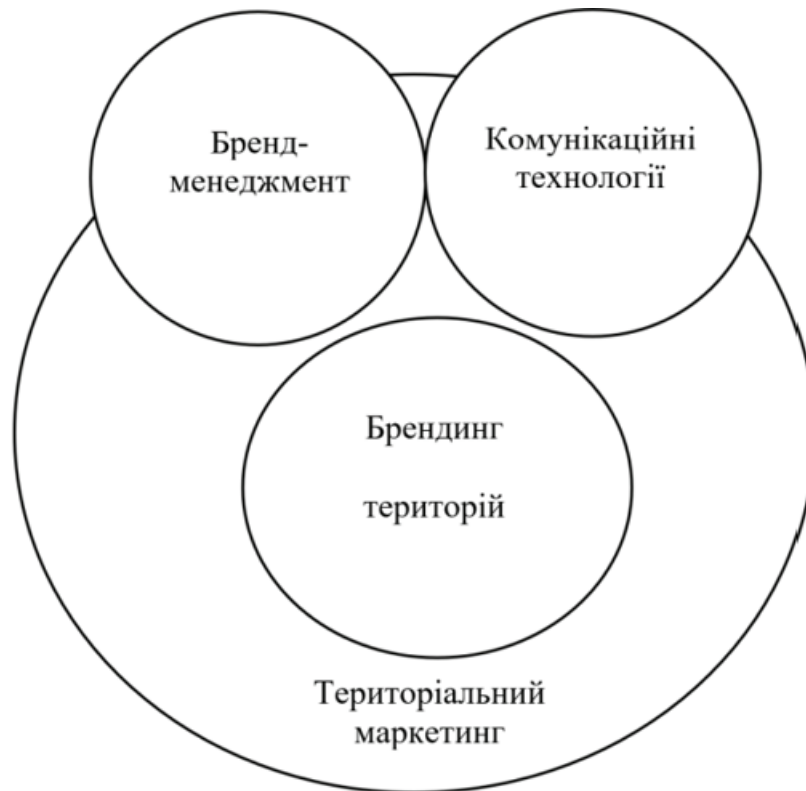 Бренд-
менеджмент
Комунікаційні
технології
Брендинг
територій
Територіальний
маркетинг